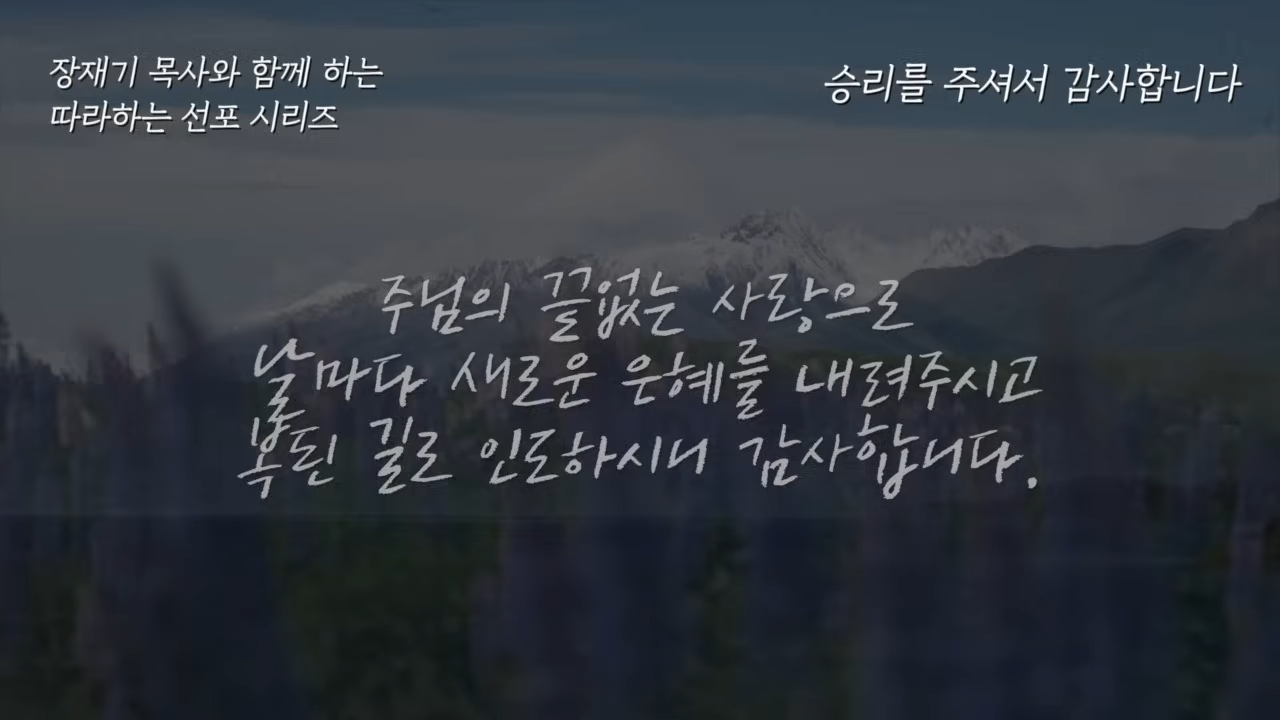 장재기 목사와 함께 하는
따라하는 선포 시리즈
승리를 주셔서 감사합니다
주님의 끝없는 사랑으로
날마다 새로운 은혜를 내려주시고
복된 길로 인도하시니 감사합니다.